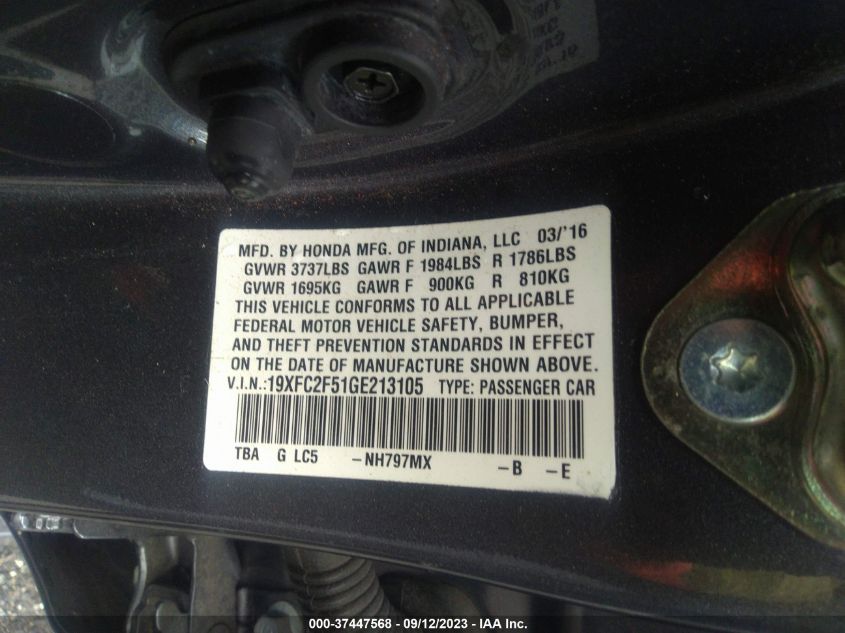 MFD. BY HONDA MFG. OF INDIANA, LLC 03/'16
GVWR 3737LBS GAWR F 1984LBS R 1786LBS
GVWR 1695KG GAWR F 900KG R 810KG
THIS VEHICLE CONFORMS TO ALL APPLICABLE
FEDERAL MOTOR VEHICLE SAFETY, BUMPER,
AND THEFT PREVENTION STANDARDS IN EFFECT
ON THE DATE OF MANUFACTURE SHOWN ABOVE.
V.I.N.:19XFC2F51GE213105 TYPE: PASSENGER CAR
TBA G LC5 -NH797MX -B -E
000-37447568 - 09/12/2023 - IAA Inc.